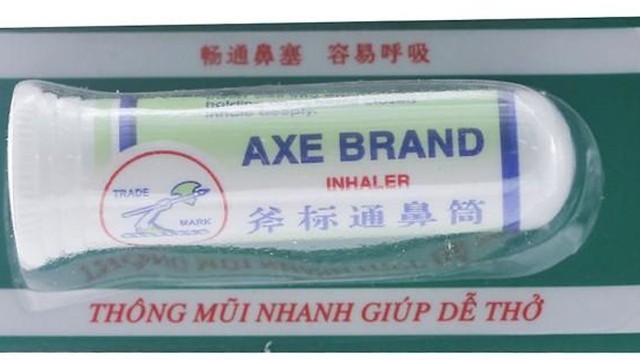 畅通鼻塞 容易呼吸
inhale deeply.
AXE BRAND
INHALER
TRADE MARK
斧标通鼻筒
THÔNG MŨI NHANH GIÚP DỄ THỞ